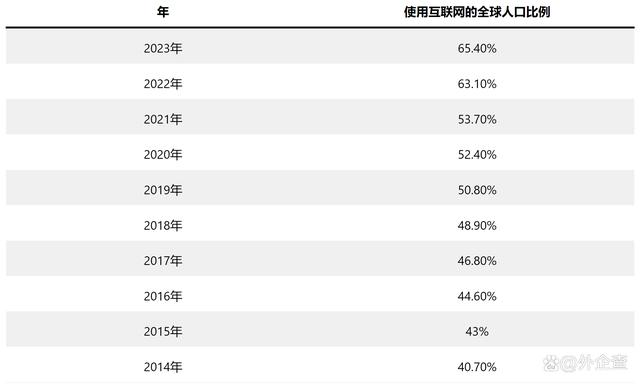 年 使用互联网的全球人口比例
2023年 65.40%
2022年 63.10%
2021年 53.70%
2020年 52.40%
2019年 50.80%
2018年 48.90%
2017年 46.80%
2016年 44.60%
2015年 43%
2014年 40.70%
@外企查